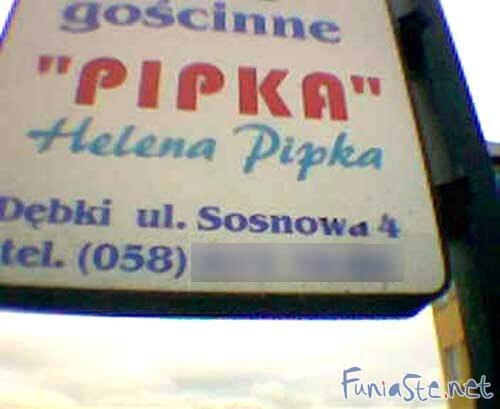 gościnne
"PIPKA"
Helena Pipka
Dębki ul. Sosnowa 4
tel. (058)
Funiaste.net